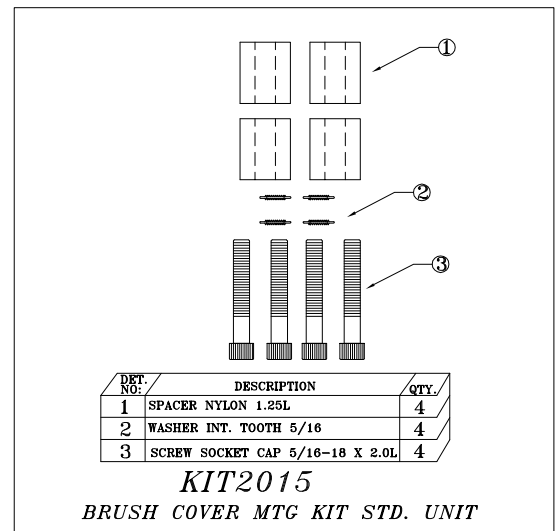 1
2
3
DET. NO: DESCRIPTION QTY.
1 SPACER NYLON 1.25L 4
2 WASHER INT. TOOTH 5/16 4
3 SCREW SOCKET CAP 5/16-18 X 2.0L 4
KIT2015
BRUSH COVER MTG KIT STD. UNIT